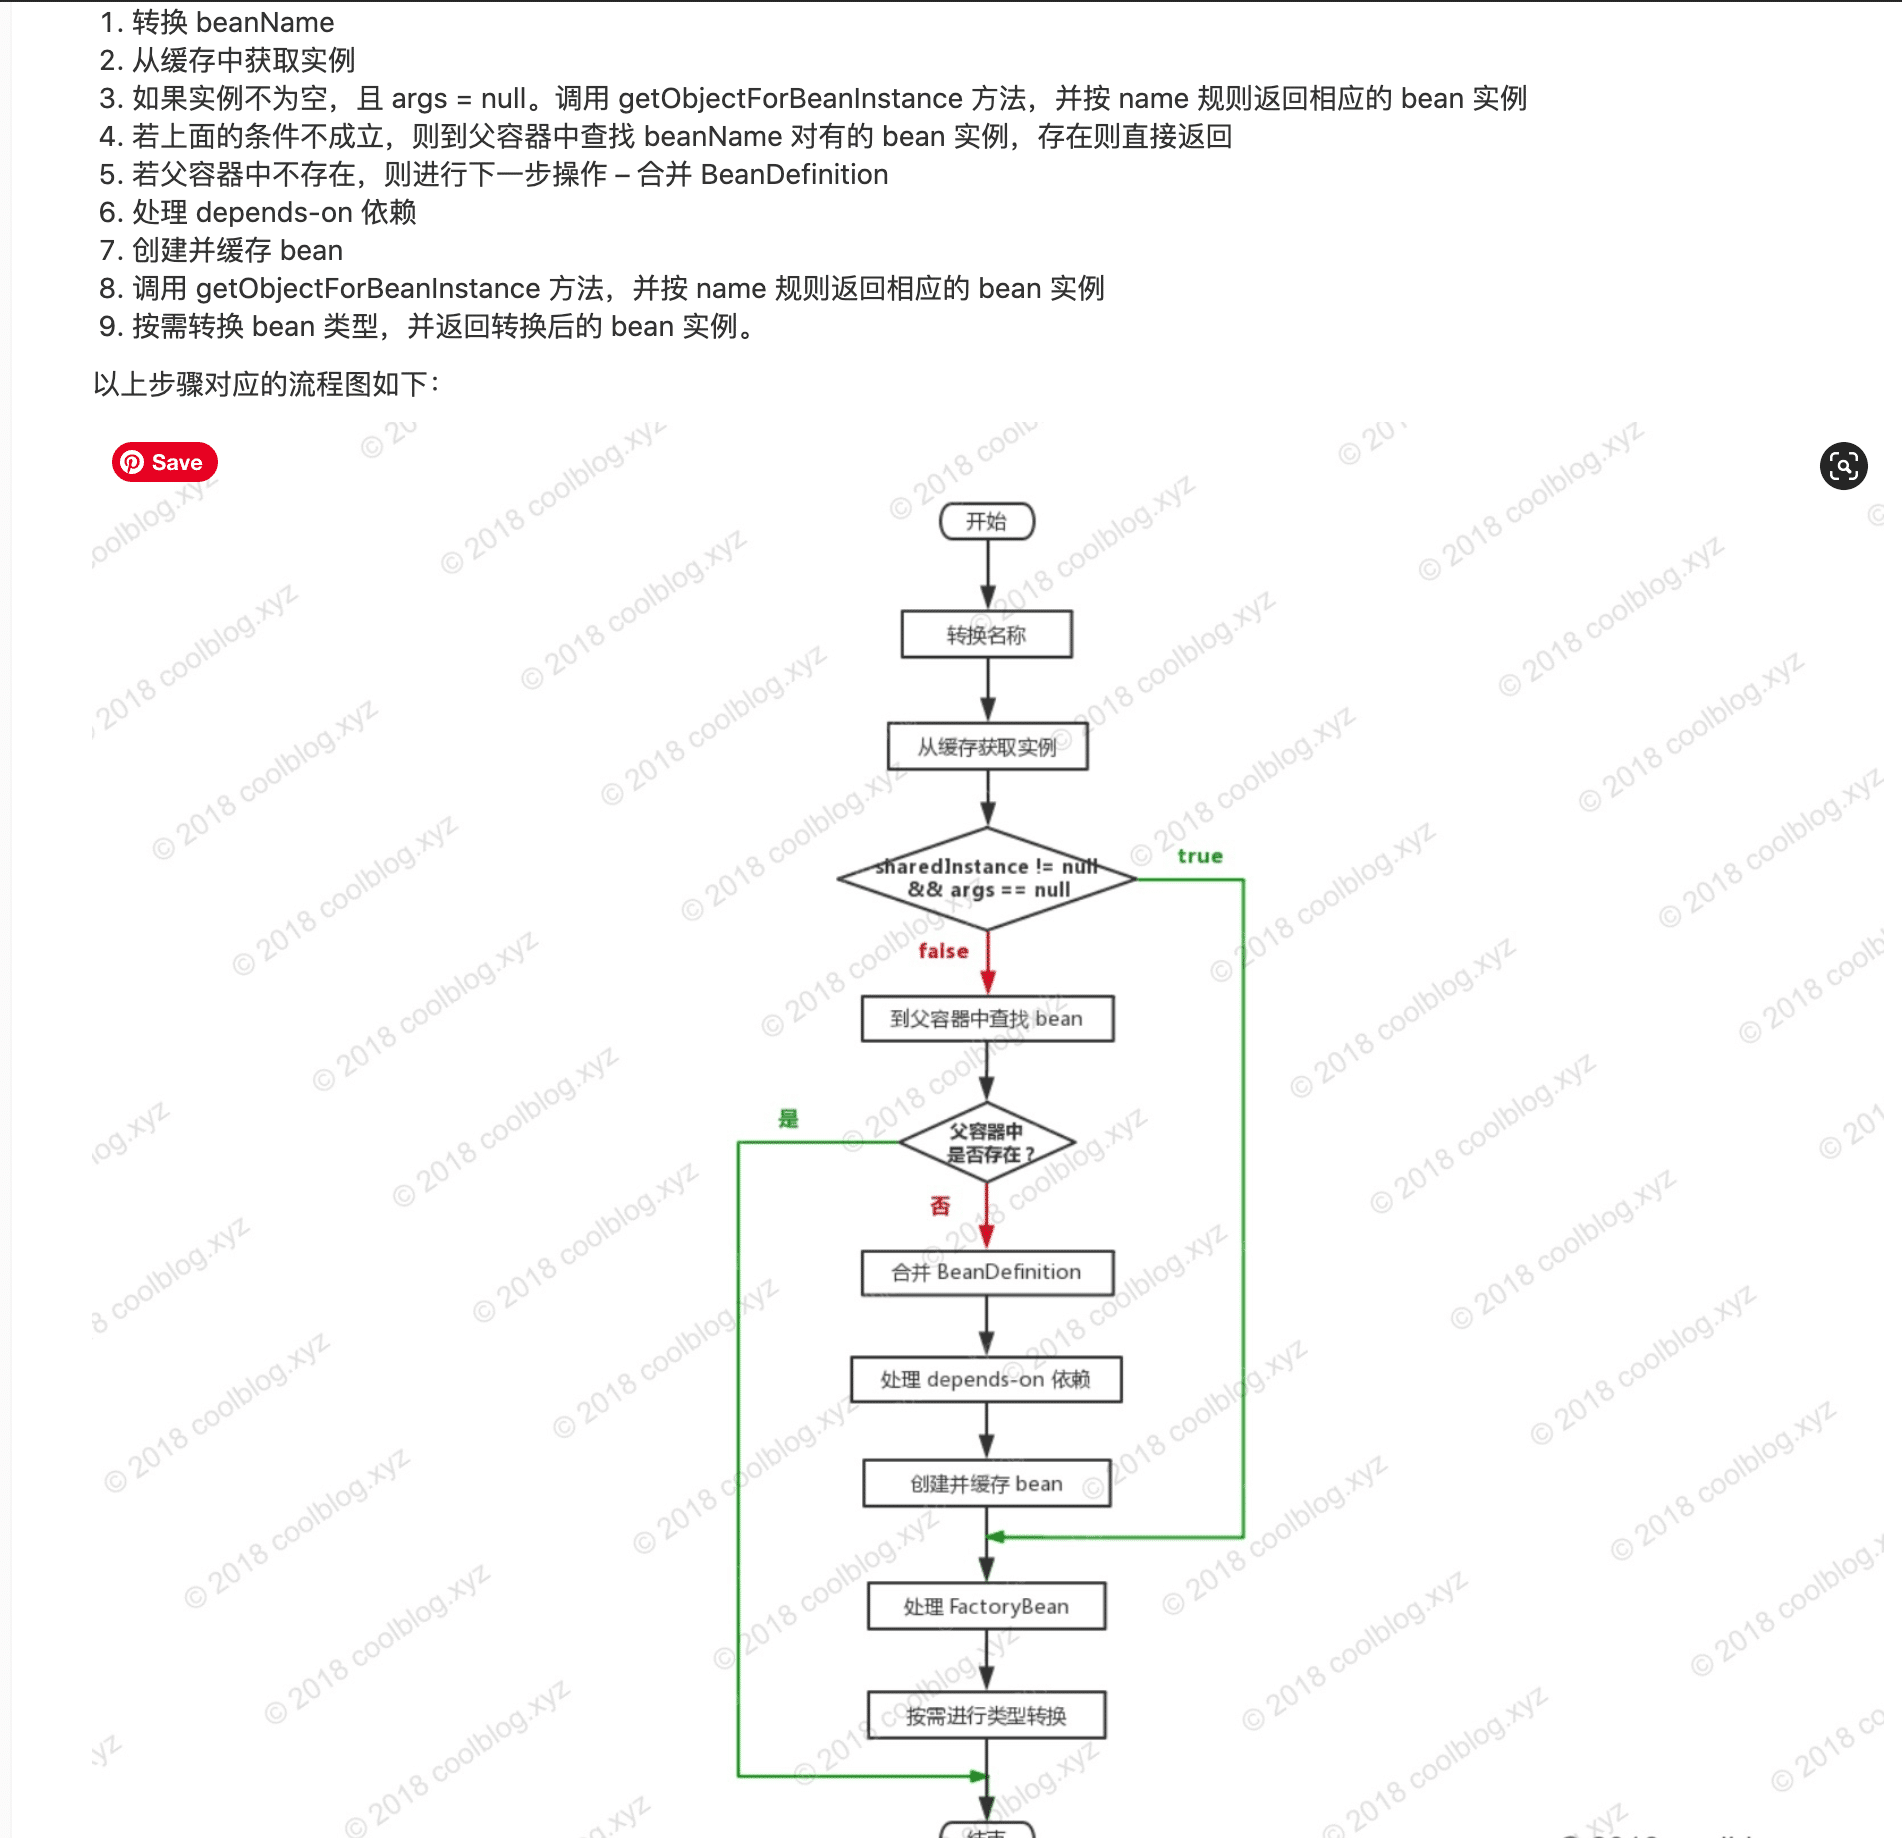 1. 转换 beanName
2. 从缓存中获取实例
3. 如果实例不为空，且 args = null。调用 getObjectForBeanInstance 方法，并按 name 规则返回相应的 bean 实例
4. 若上面的条件不成立，则到父容器中查找 beanName 对有的 bean 实例，存在则直接返回
5. 若父容器中不存在，则进行下一步操作 – 合并 BeanDefinition
6. 处理 depends-on 依赖
7. 创建并缓存 bean
8. 调用 getObjectForBeanInstance 方法，并按 name 规则返回相应的 bean 实例
9. 按需转换 bean 类型，并返回转换后的 bean 实例。
以上步骤对应的流程图如下：
Save
开始
转换名称
从缓存获取实例
sharedInstance != null
&& args == null
true
false
到父容器中查找 bean
父容器中
是否存在？
是
否
合并 BeanDefinition
处理 depends-on 依赖
创建并缓存 bean
处理 FactoryBean
按需进行类型转换
© 2018 coolblog.xyz